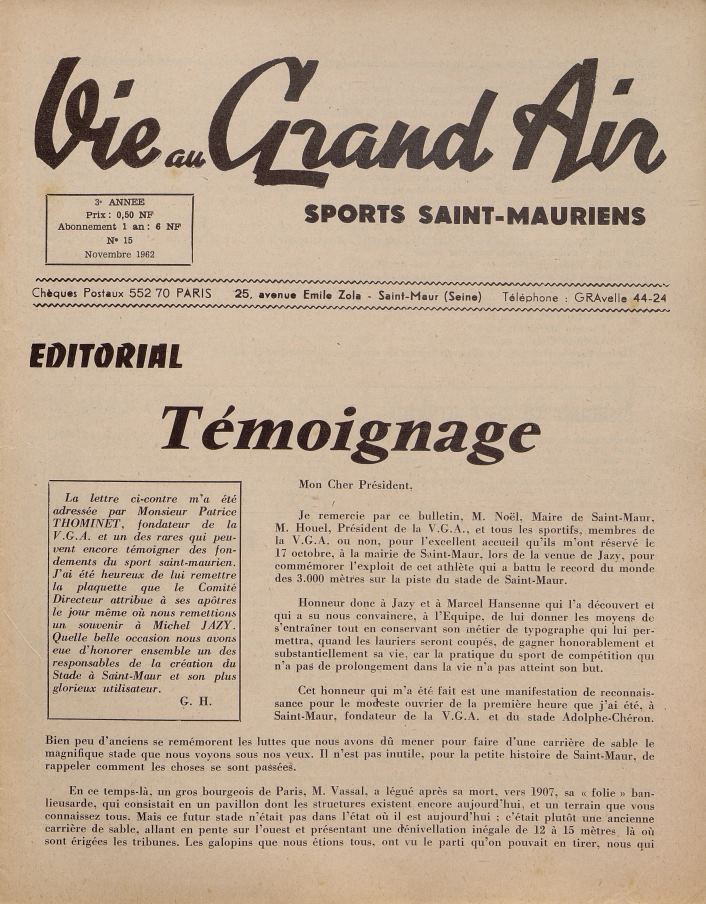 Vie au Grand Air
SPORTS SAINT-MAURIENS
3e ANNEE
Prix : 0,50 NF
Abonnement 1 an : 6 NF
No 15
Novembre 1962
Chèques Postaux 552 70 PARIS 25, avenue Emile Zola - Saint-Maur (Seine) Téléphone : GRAvelle 44-24
EDITORIAL
Témoignage
La lettre ci-contre m'a été
adressée par Monsieur Patrice
THOMINET, fondateur de la
V.G.A. et un des rares qui peu-
vent encore témoigner des fon-
dements du sport saint-maurien.
J'ai été heureux de lui remettre
la plaquette que le Comité
Directeur attribue à ses apôtres
le jour même où nous remettions
un souvenir à Michel JAZY.
Quelle belle occasion nous avons
eue d'honorer ensemble un des
responsables de la création du
Stade à Saint-Maur et son plus
glorieux utilisateur.
G. H.
Mon Cher Président,
Je remercie par ce bulletin, M. Noël, Maire de Saint-Maur,
M. Houel, Président de la V.G.A., et tous les sportifs, membres de
la V.G.A. ou non, pour l'excellent accueil qu'ils m'ont réservé le
17 octobre, à la mairie de Saint-Maur, lors de la venue de Jazy, pour
commémorer l'exploit de cet athlète qui a battu le record du monde
des 3.000 mètres sur la piste du stade de Saint-Maur.
Honneur donc à Jazy et à Marcel Hansenne qui l'a découvert et
qui a su nous convaincre, à l'Equipe, de lui donner les moyens de
s'entraîner tout en conservant son métier de typographe qui lui per-
mettra, quand les lauriers seront coupés, de gagner honorablement et
substantiellement sa vie, car la pratique du sport de compétition qui
n'a pas de prolongement dans la vie n'a pas atteint son but.
Cet honneur qui m'a été fait est une manifestation de reconnais-
sance pour le modeste ouvrier de la première heure que j'ai été, à
Saint-Maur, fondateur de la V.G.A. et du stade Adolphe-Chéron.
Bien peu d'anciens se remémorent les luttes que nous avons dû mener pour faire d'une carrière de sable le
magnifique stade que nous voyons sous nos yeux. Il n'est pas inutile, pour la petite histoire de Saint-Maur, de
rappeler comment les choses se sont passées.
En ce temps-là, un gros bourgeois de Paris, M. Vassal, a légué après sa mort, vers 1907, sa « folie » ban-
lieusarde, qui consistait en un pavillon dont les structures existent encore aujourd'hui, et un terrain que vous
connaissez tous. Mais ce futur stade n'était pas dans l'état où il est aujourd'hui : c'était plutôt une ancienne
carrière de sable, allant en pente sur l'ouest et présentant une dénivellation inégale de 12 à 15 mètres là où
sont érigées les tribunes. Les galopins que nous étions tous, ont vu le parti qu'on pouvait en tirer, nous qui